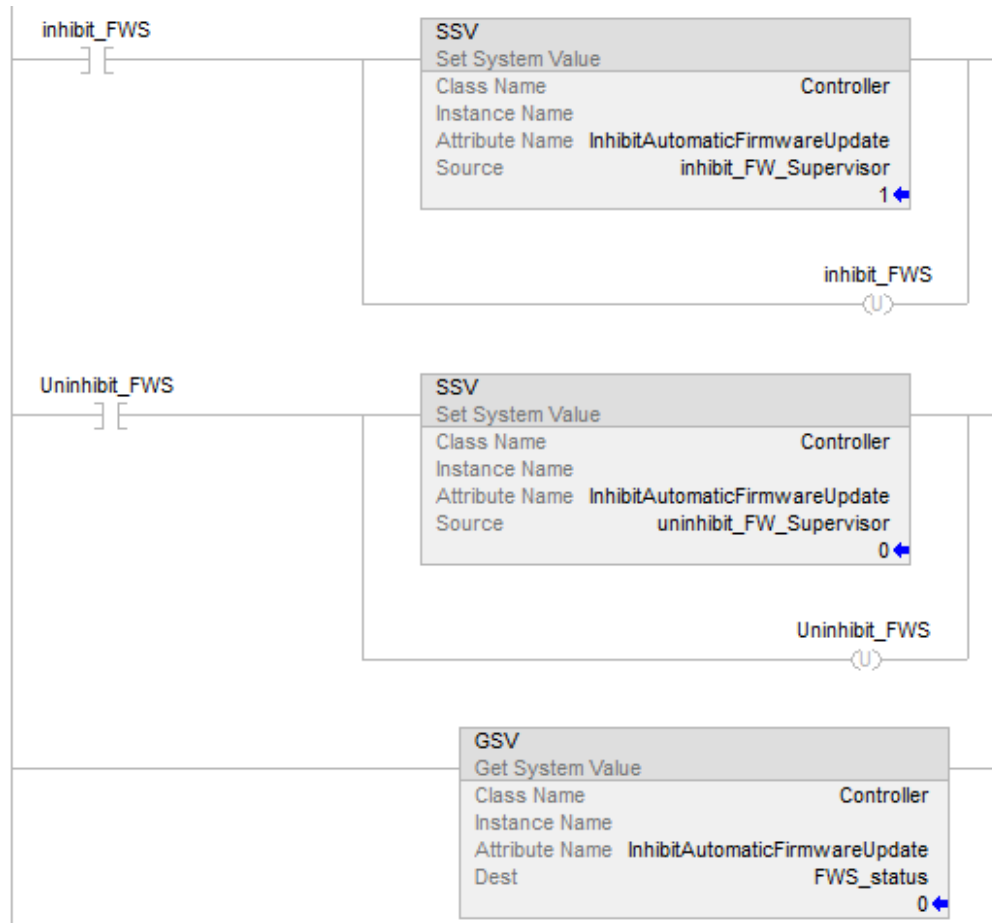 inhibit_FWS
SSV
Set System Value
Class Name Controller
Instance Name
Attribute Name InhibitAutomaticFirmwareUpdate
Source inhibit_FW_Supervisor
1
inhibit_FWS
U
Uninhibit_FWS
SSV
Set System Value
Class Name Controller
Instance Name
Attribute Name InhibitAutomaticFirmwareUpdate
Source uninhibit_FW_Supervisor
0
Uninhibit_FWS
U
GSV
Get System Value
Class Name Controller
Instance Name
Attribute Name InhibitAutomaticFirmwareUpdate
Dest FWS_status
0